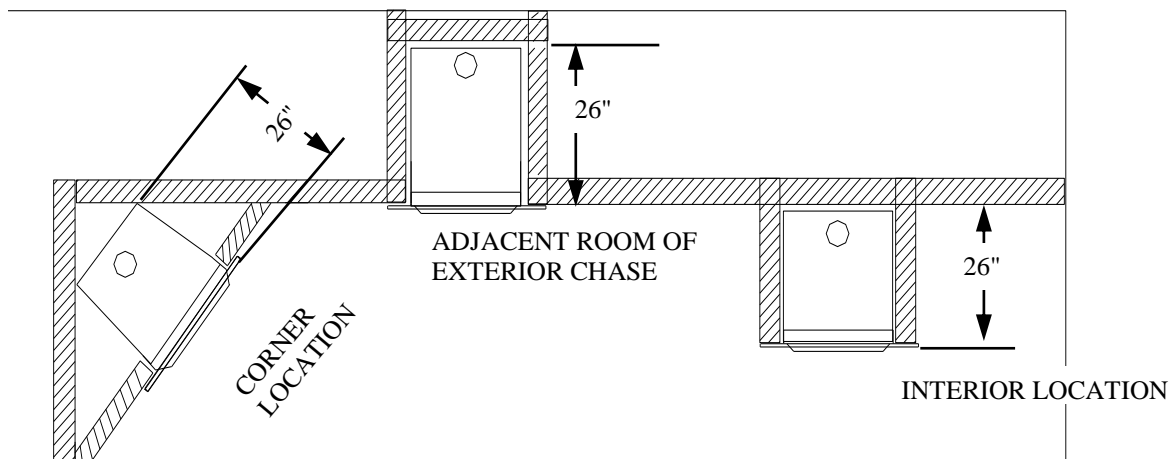 26"
26"
ADJACENT ROOM OF
EXTERIOR CHASE
26"
CORNER
LOCATION
INTERIOR LOCATION